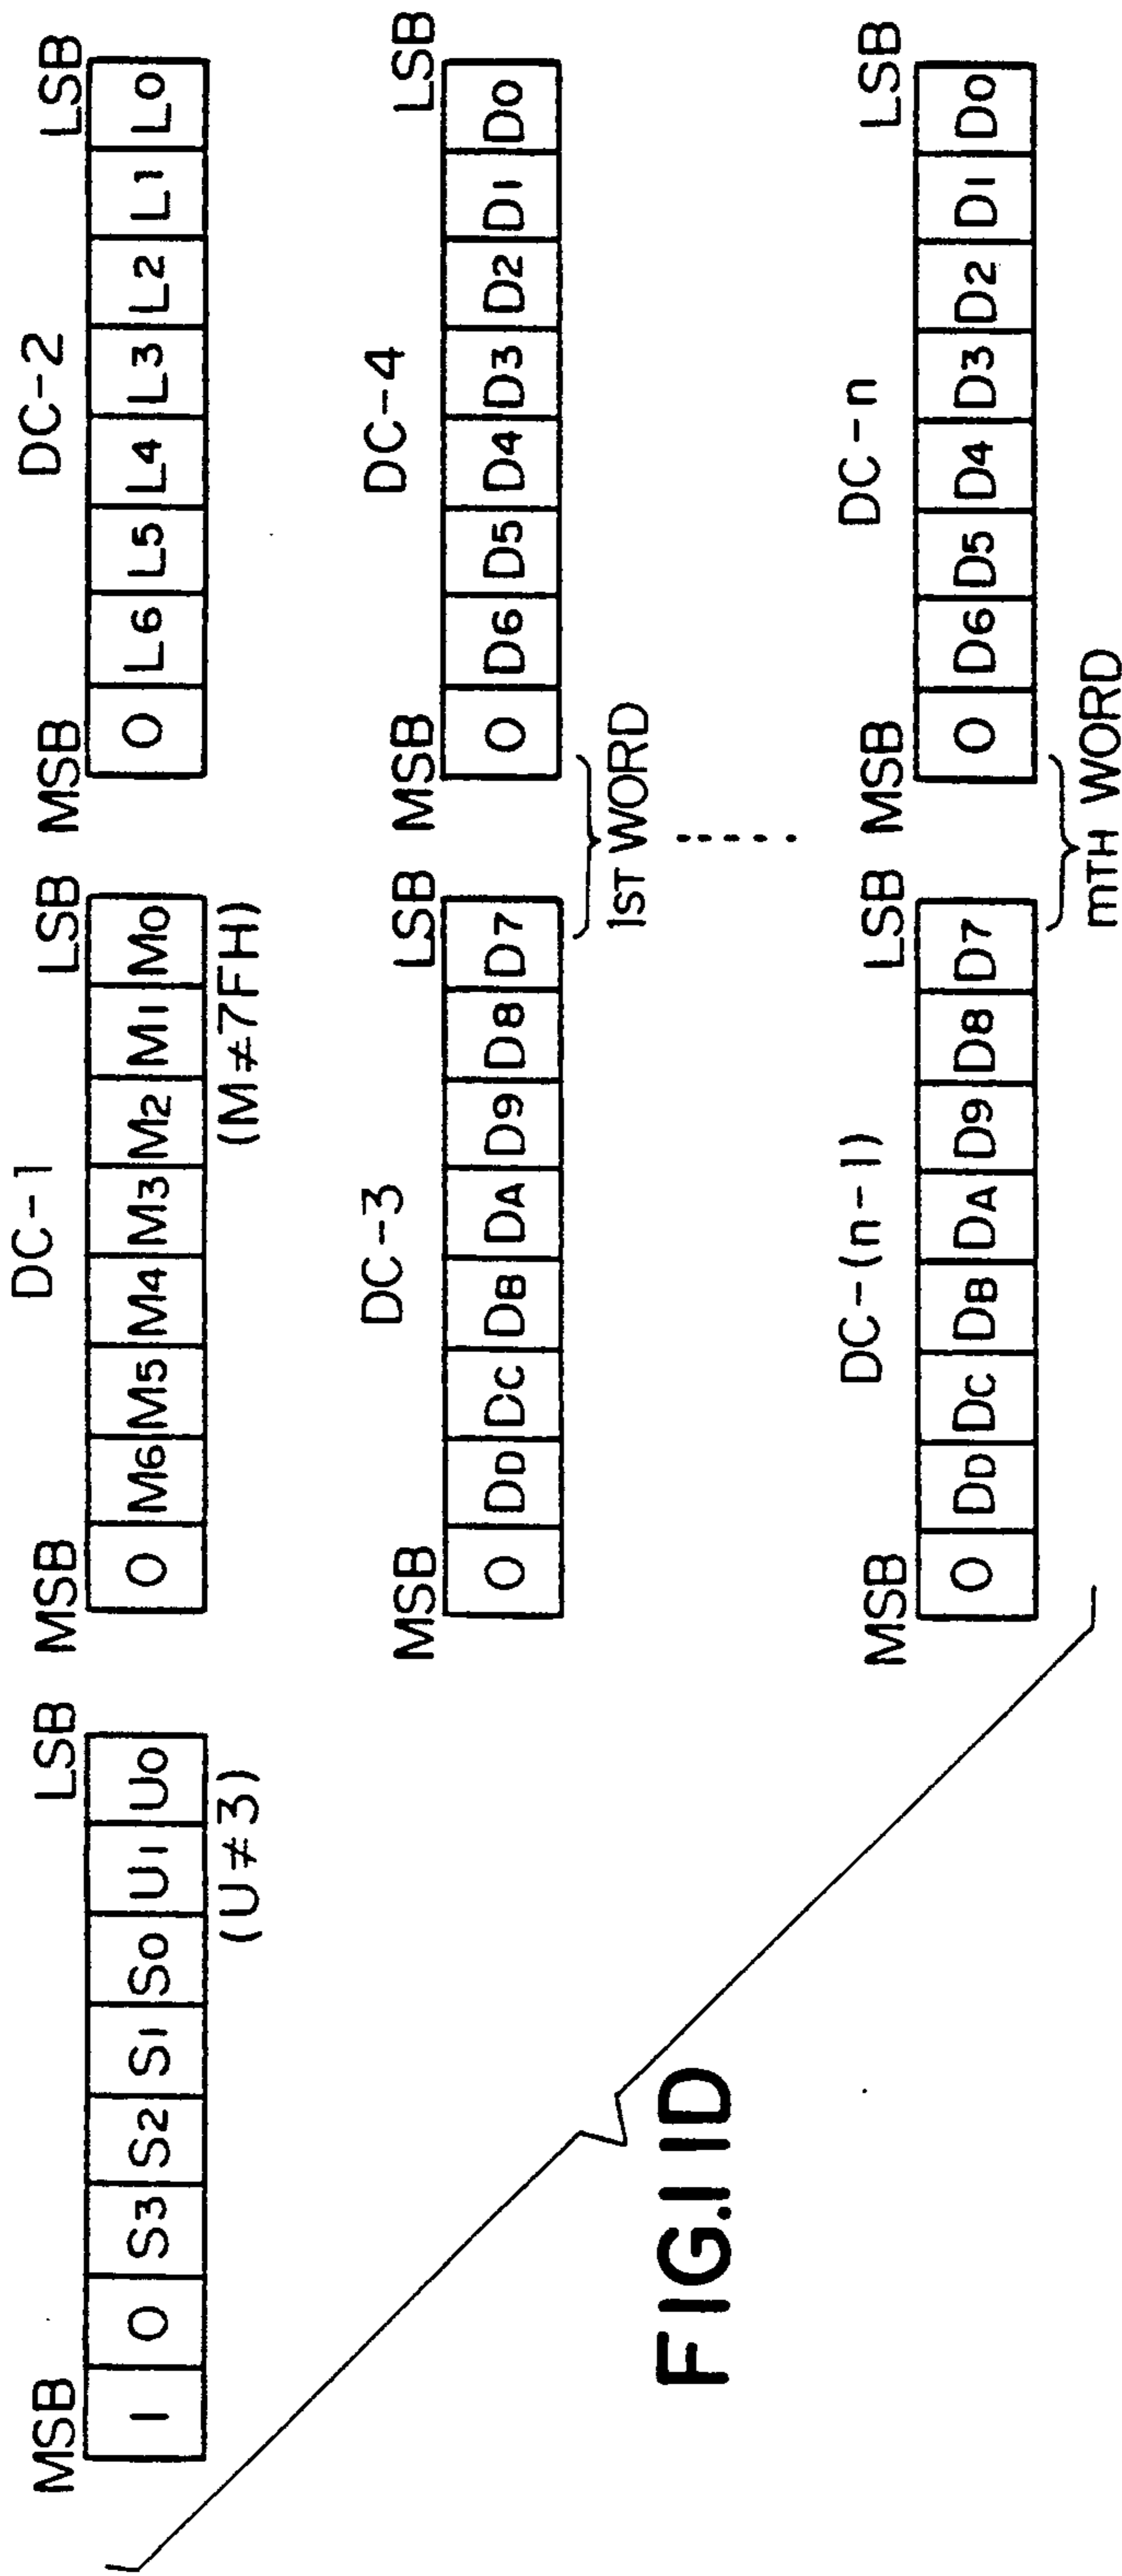 DC-1 DC-2
MSB LSB MSB LSB MSB LSB
1 0 S3 S2 S1 S0 U1 U0 0 M6 M5 M4 M3 M2 M1 M0 0 L6 L5 L4 L3 L2 L1 L0
(U≠3) (M≠7FH)
DC-3 DC-4
MSB LSB MSB LSB
0 DD DC DB DA D9 D8 D7 0 D6 D5 D4 D3 D2 D1 D0
1ST WORD
DC-(n-1) DC-n
MSB LSB MSB LSB
0 DD DC DB DA D9 D8 D7 0 D6 D5 D4 D3 D2 D1 D0
mTH WORD
FIG.11D